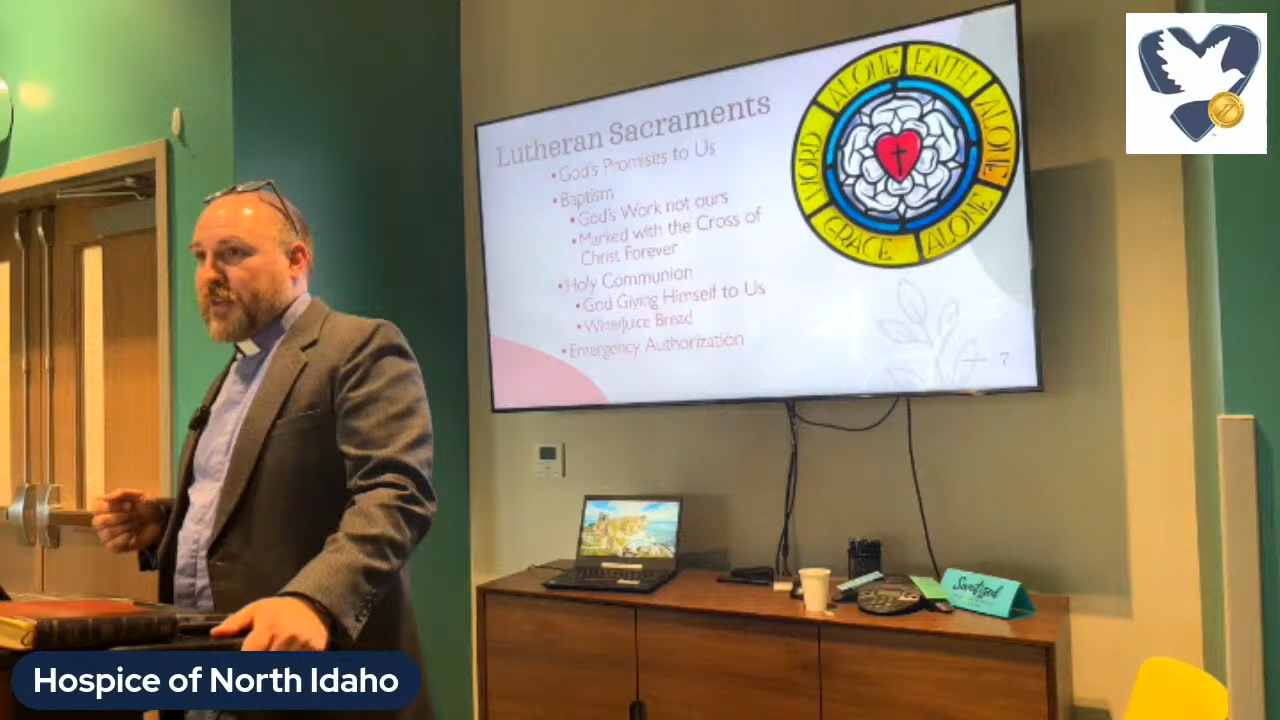 Lutheran Sacraments
•God's Promises to Us
•Baptism
•God's Work not ours
•Marked with the Cross of
Christ Forever
•Holy Communion
•God Giving Himself to Us
•Wine/Juice Bread
•Emergency Authorization
7
WORD ALONE FAITH ALONE GRACE ALONE
Sanitized
Hospice of North Idaho